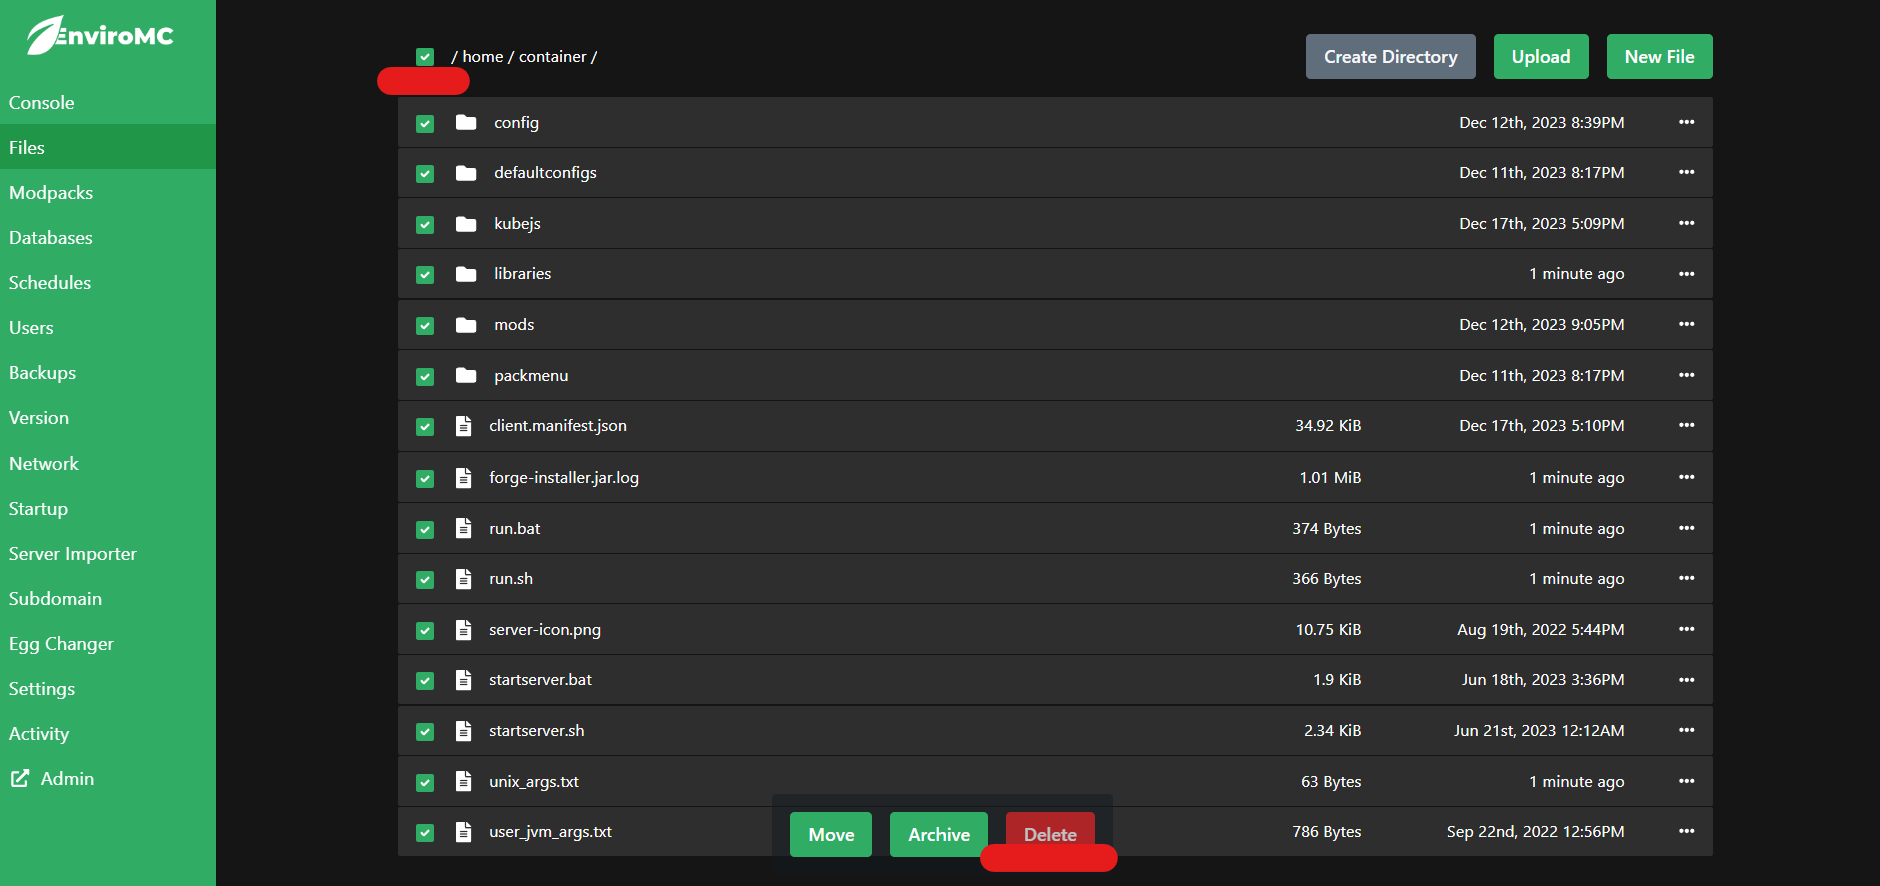 EnviroMC
Console
Files
Modpacks
Databases
Schedules
Users
Backups
Version
Network
Startup
Server Importer
Subdomain
Egg Changer
Settings
Activity
Admin
/ home / container /
Create Directory
Upload
New File
config Dec 12th, 2023 8:39PM
defaultconfigs Dec 11th, 2023 8:17PM
kubejs Dec 17th, 2023 5:09PM
libraries 1 minute ago
mods Dec 12th, 2023 9:05PM
packmenu Dec 11th, 2023 8:17PM
client.manifest.json 34.92 KiB Dec 17th, 2023 5:10PM
forge-installer.jar.log 1.01 MiB 1 minute ago
run.bat 374 Bytes 1 minute ago
run.sh 366 Bytes 1 minute ago
server-icon.png 10.75 KiB Aug 19th, 2022 5:44PM
startserver.bat 1.9 KiB Jun 18th, 2023 3:36PM
startserver.sh 2.34 KiB Jun 21st, 2023 12:12AM
unix_args.txt 63 Bytes 1 minute ago
user_jvm_args.txt 786 Bytes Sep 22nd, 2022 12:56PM
Move
Archive
Delete